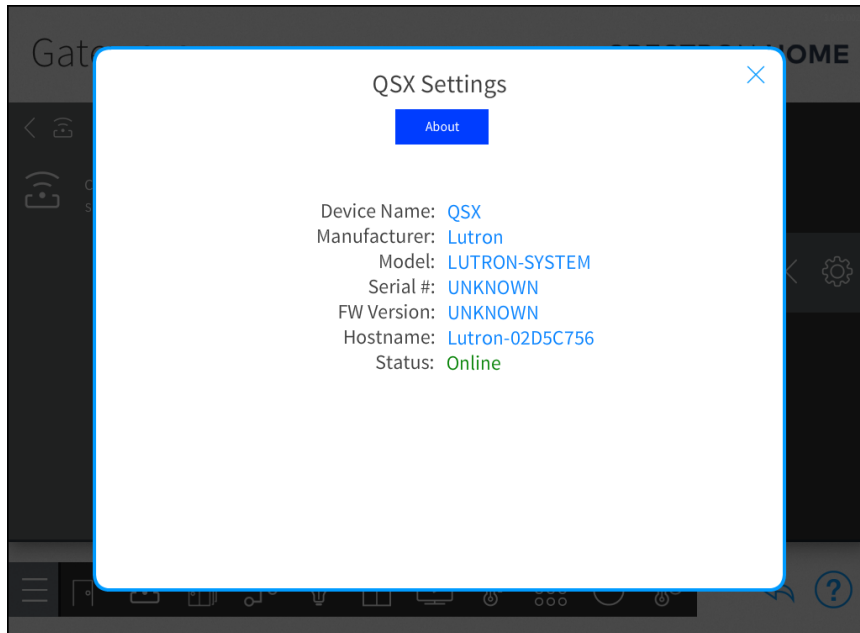 QSX Settings
About
Device Name: QSX
Manufacturer: Lutron
Model: LUTRON-SYSTEM
Serial #: UNKNOWN
FW Version: UNKNOWN
Hostname: Lutron-02D5C756
Status: Online
?